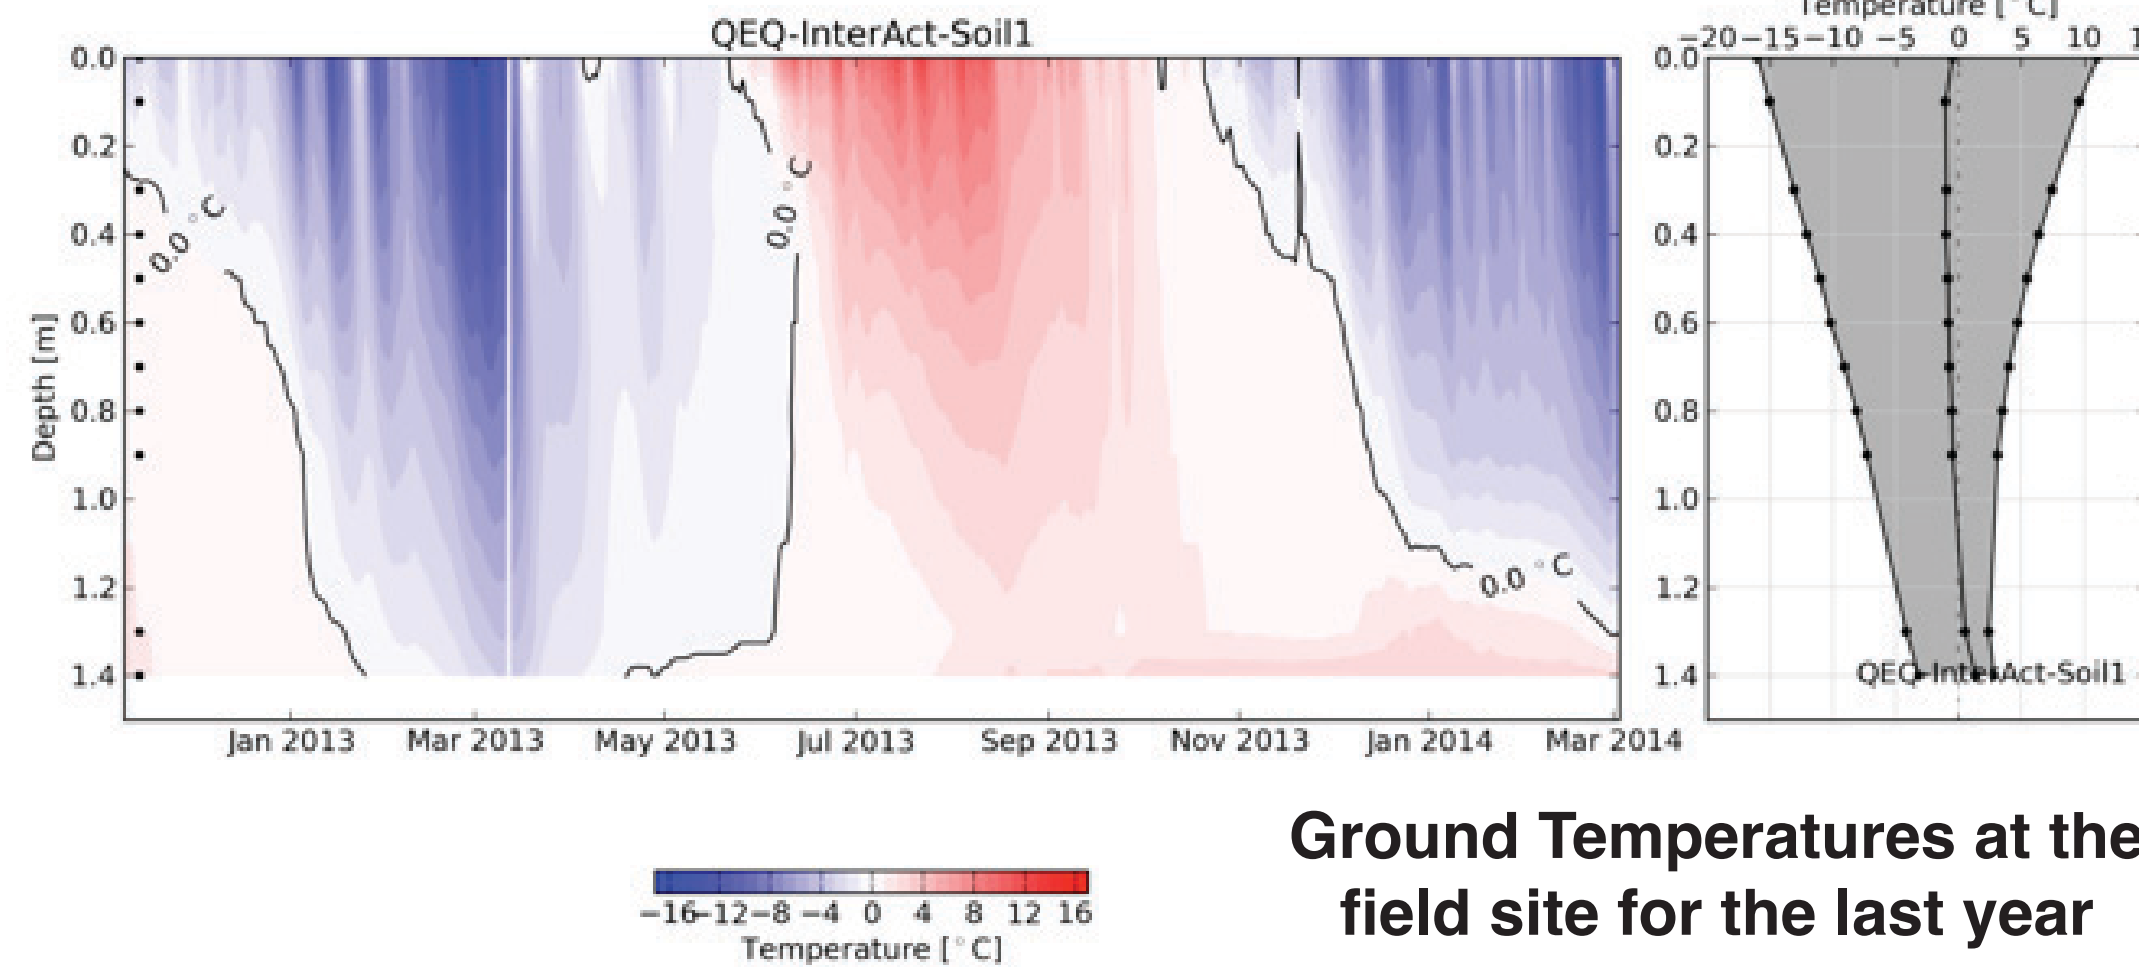 QEQ-InterAct-Soil1
Depth [m]
0.0
0.2
0.4
0.6
0.8
1.0
1.2
1.4
0.0 °C
0.0 °C
0.0 °C
Jan 2013 Mar 2013 May 2013 Jul 2013 Sep 2013 Nov 2013 Jan 2014 Mar 2014
−16 −12 −8 −4 0 4 8 12 16
Temperature [°C]
Temperature [°C]
−20 −15 −10 −5 0 5 10
0.0
0.2
0.4
0.6
0.8
1.0
1.2
1.4
QEQ-InterAct-Soil1
Ground Temperatures at the
field site for the last year